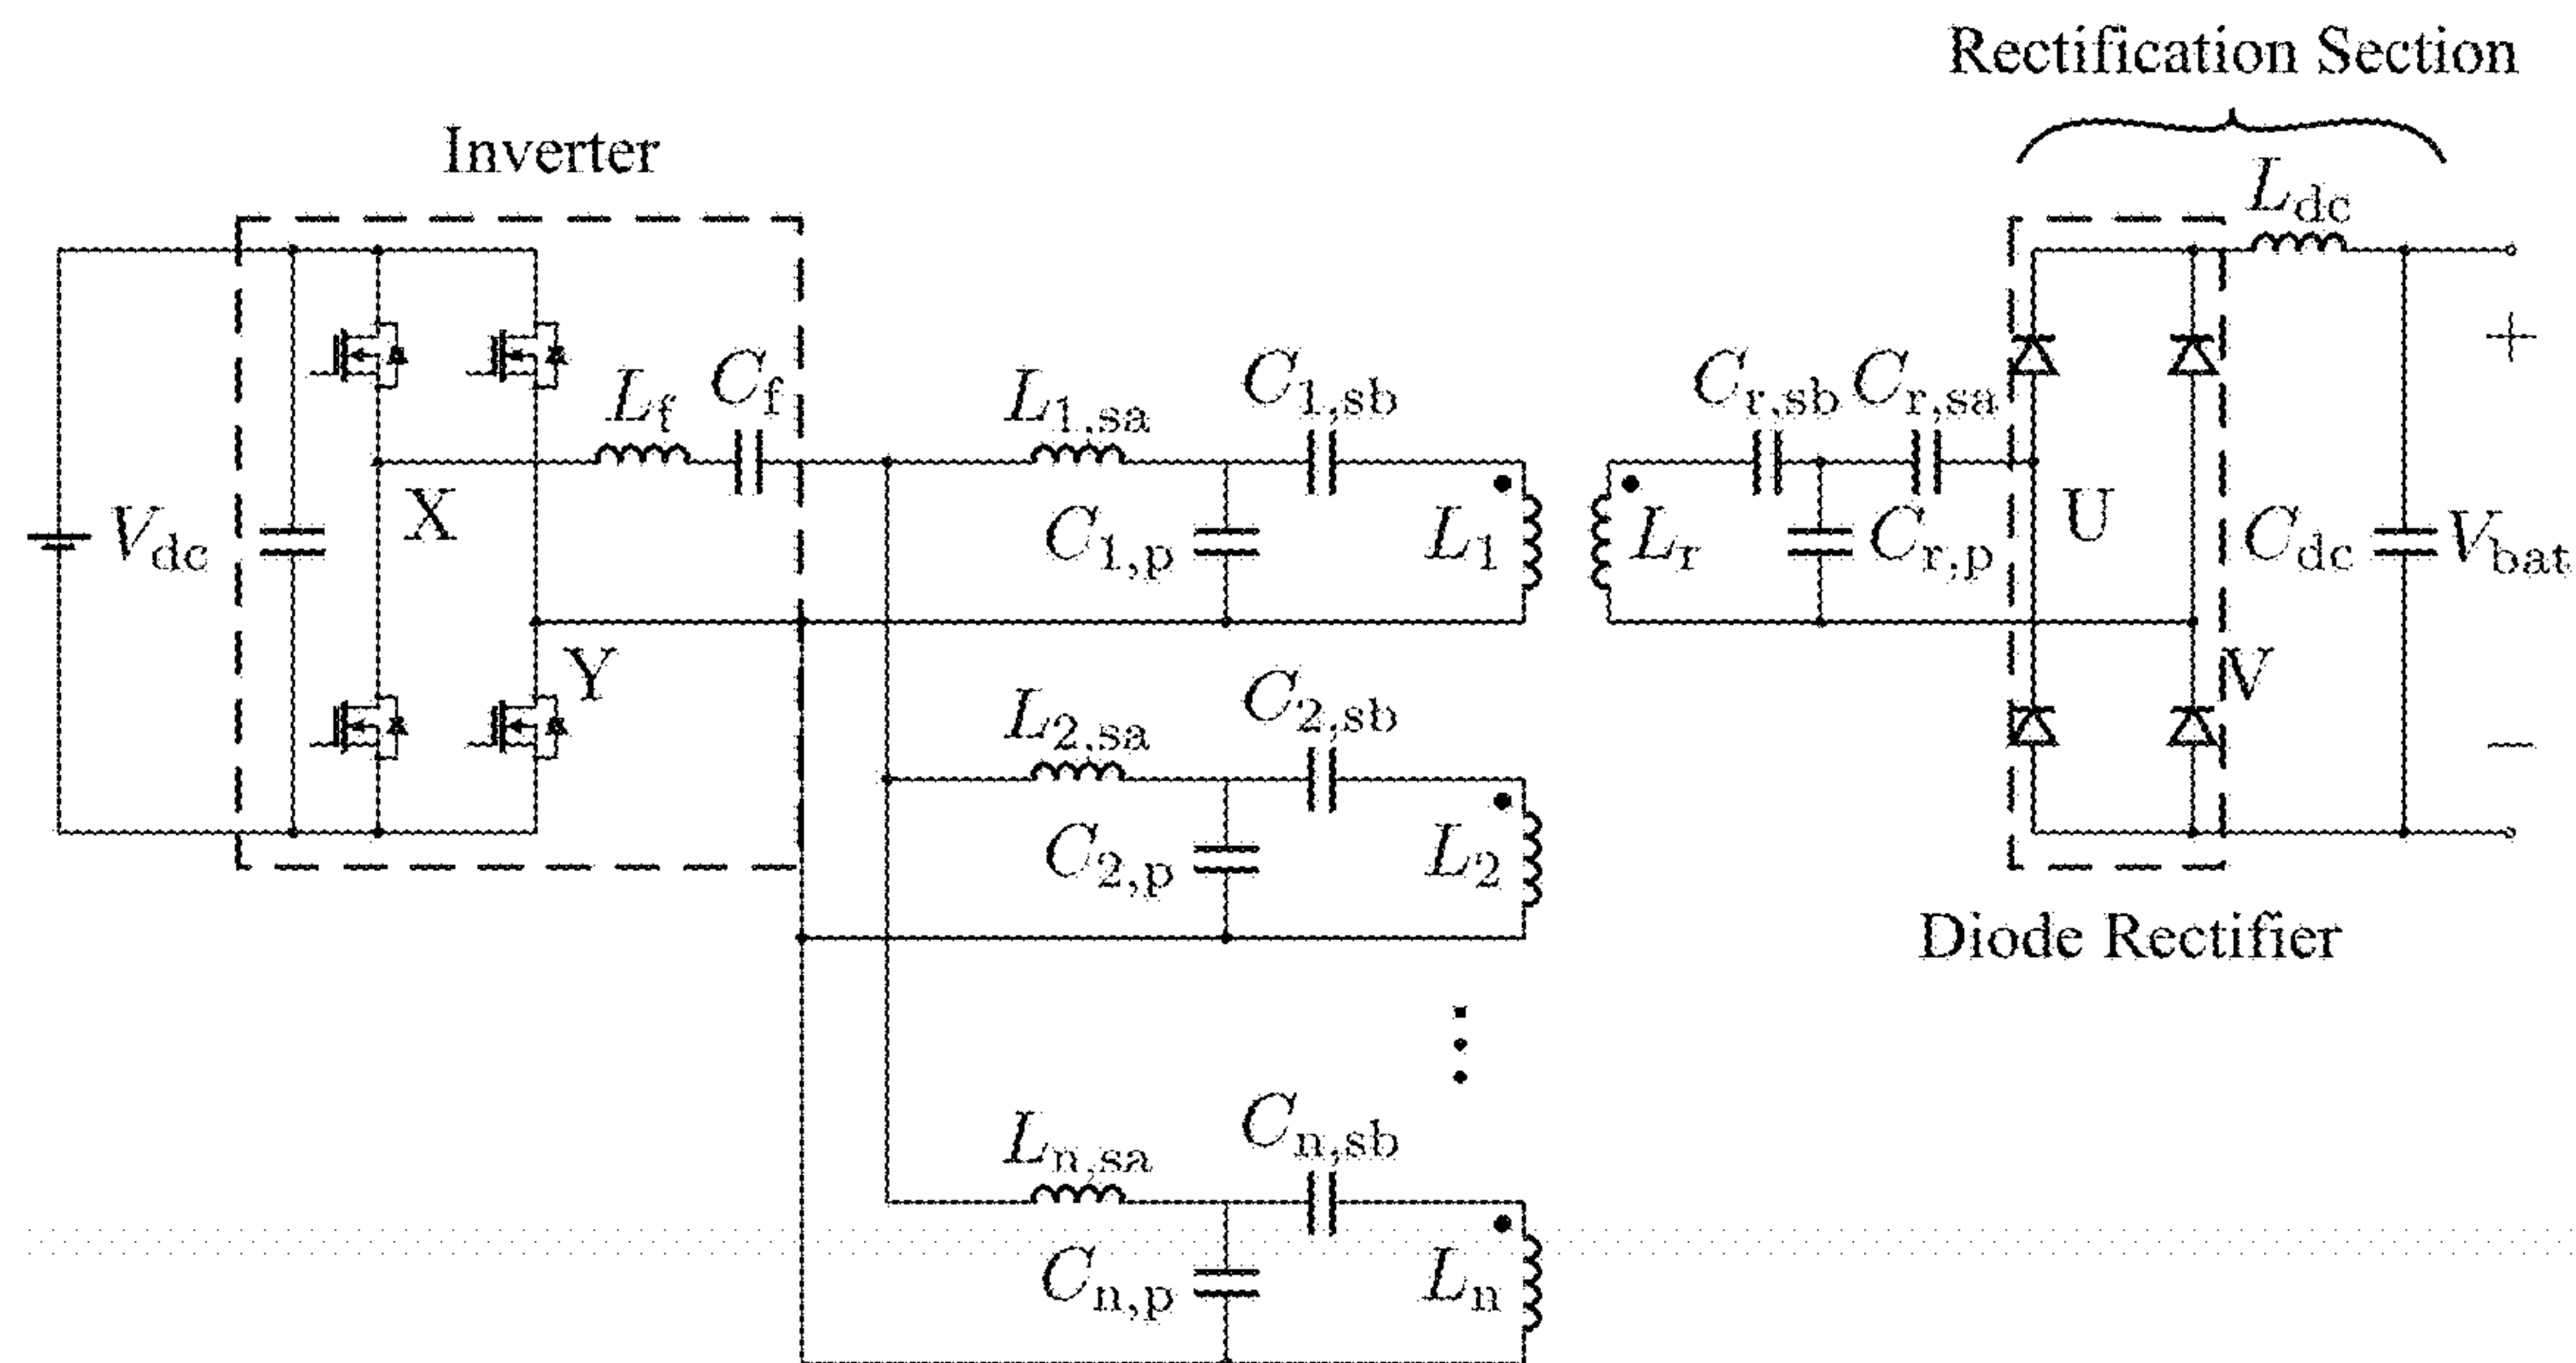 Rectification Section
Inverter
L_dc
L_f
C_f
L_1,sa
C_1,sb
C_r,sb
C_r,sa
+
V_dc
X
C_1,p
L_1
L_r
C_r,p
U
C_dc
V_bat
Y
L_2,sa
C_2,sb
V
−
C_2,p
L_2
Diode Rectifier
L_n,sa
C_n,sb
C_n,p
L_n